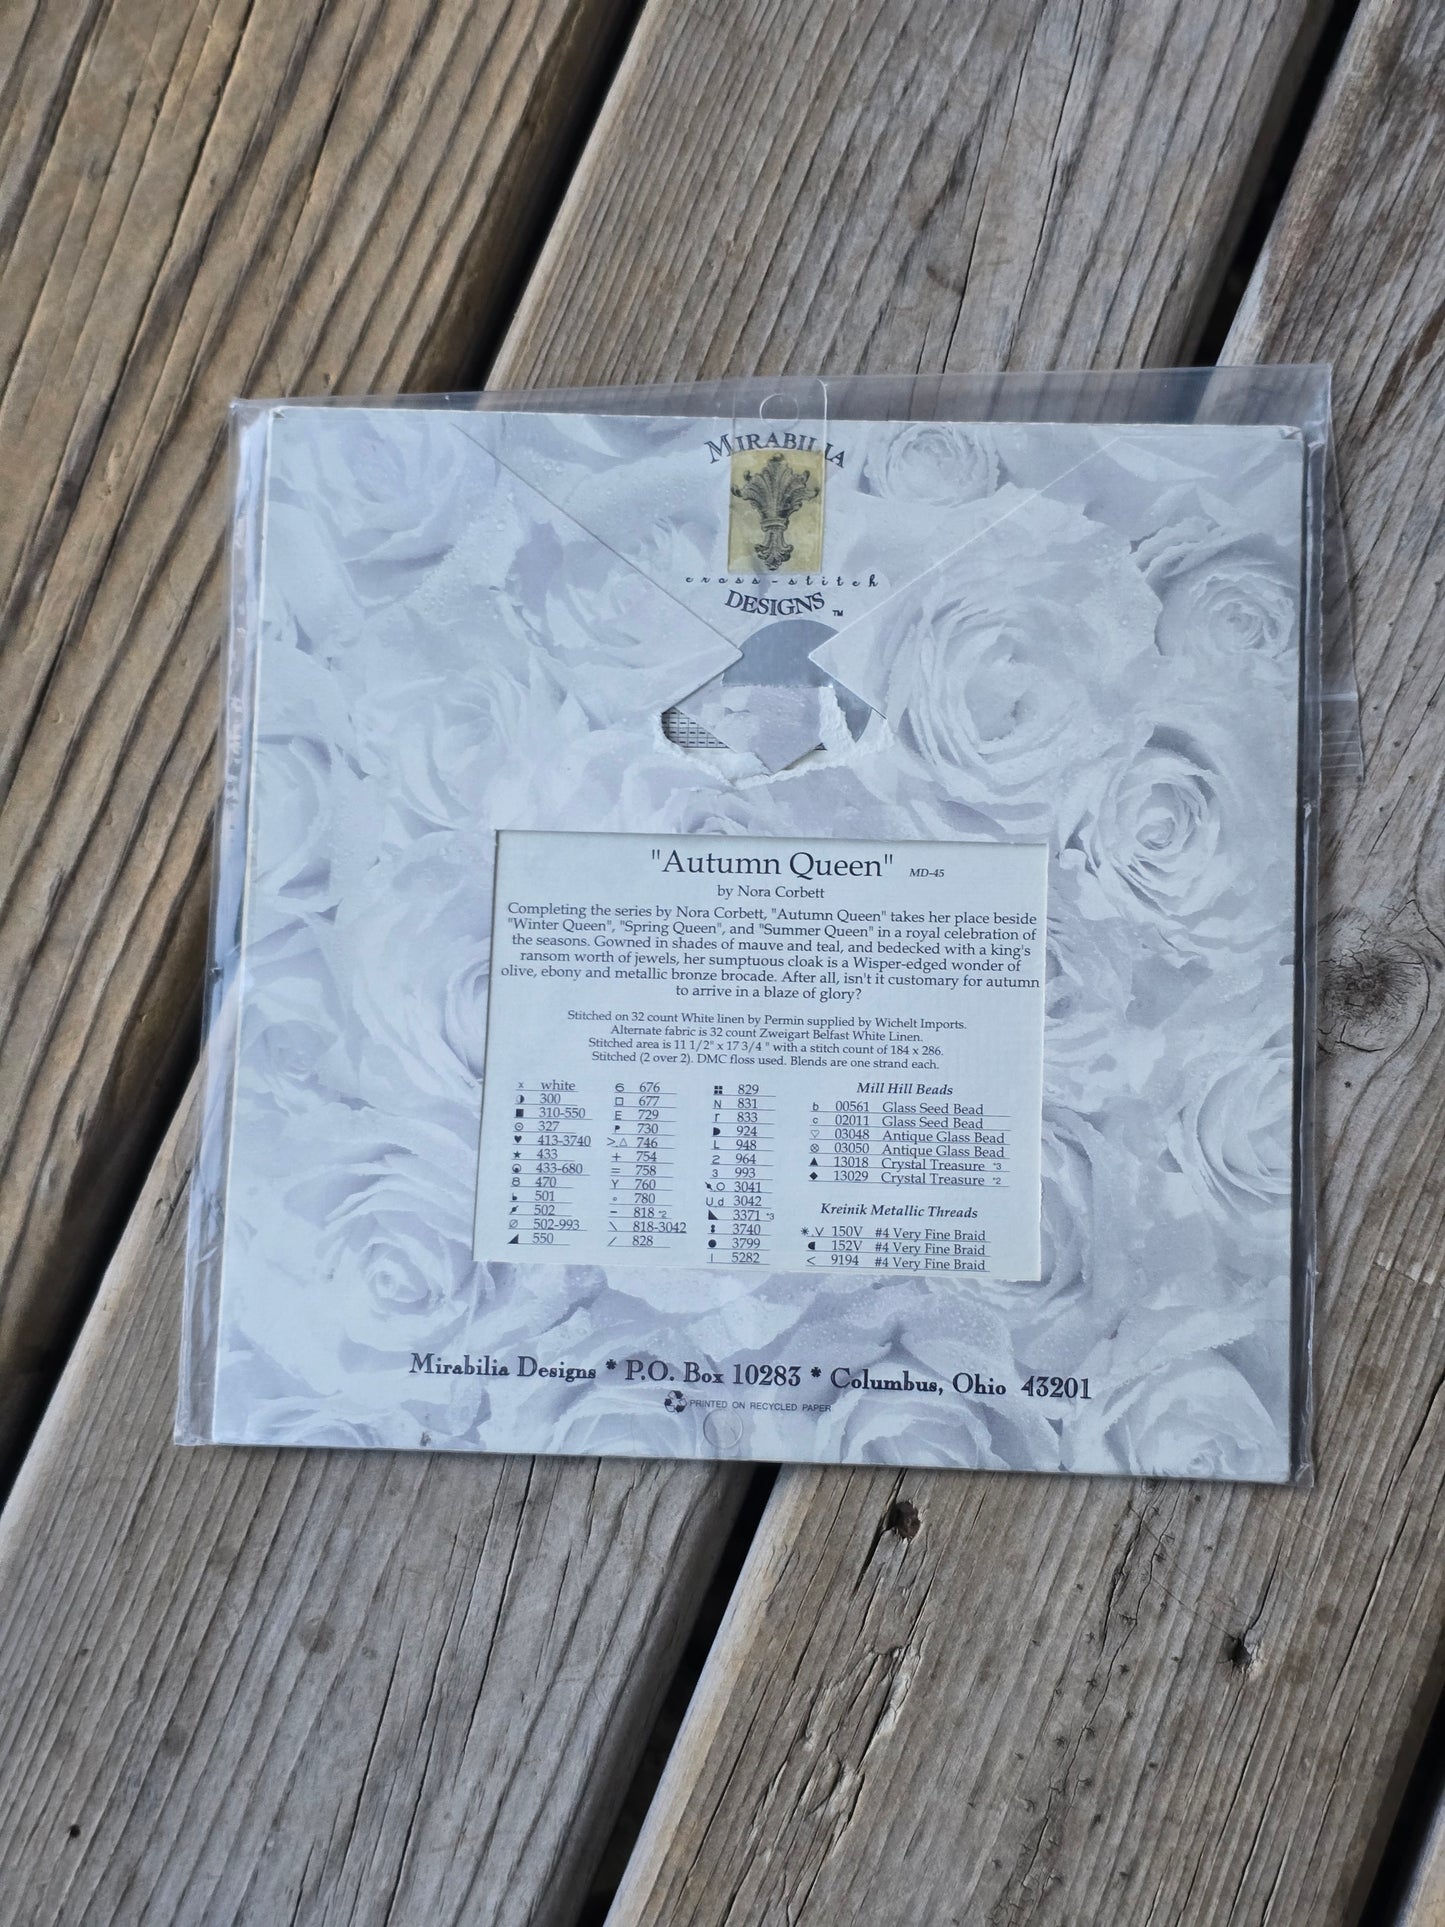 MIRABILIA
cross-stitch
DESIGNS ™
"Autumn Queen" MD-45
by Nora Corbett
Completing the series by Nora Corbett, "Autumn Queen" takes her place beside
"Winter Queen", "Spring Queen", and "Summer Queen" in a royal celebration of
the seasons. Gowned in shades of mauve and teal, and bedecked with a king's
ransom worth of jewels, her sumptuous cloak is a Wisper-edged wonder of
olive, ebony and metallic bronze brocade. After all, isn't it customary for autumn
to arrive in a blaze of glory?
Stitched on 32 count White linen by Permin supplied by Wichelt Imports.
Alternate fabric is 32 count Zweigart Belfast White Linen.
Stitched area is 11 1/2" x 17 3/4 " with a stitch count of 184 x 286.
Stitched (2 over 2). DMC floss used. Blends are one strand each.
x white
300
310-550
327
♥ 413-3740
★ 433
433-680
8 470
501
502
∅ 502-993
◢ 550
6 676
□ 677
E 729
P 730
>△ 746
+ 754
= 758
Y 760
° 780
– 818 *2
\ 818-3042
/ 828
829
N 831
r 833
924
L 948
2 964
3 993
O 3041
U d 3042
◣ 3371 *3
3740
● 3799
| 5282
Mill Hill Beads
b 00561 Glass Seed Bead
c 02011 Glass Seed Bead
♡ 03048 Antique Glass Bead
⊗ 03050 Antique Glass Bead
▲ 13018 Crystal Treasure *3
◆ 13029 Crystal Treasure *2
Kreinik Metallic Threads
*.V 150V #4 Very Fine Braid
152V #4 Very Fine Braid
< 9194 #4 Very Fine Braid
Mirabilia Designs * P.O. Box 10283 * Columbus, Ohio 43201
PRINTED ON RECYCLED PAPER